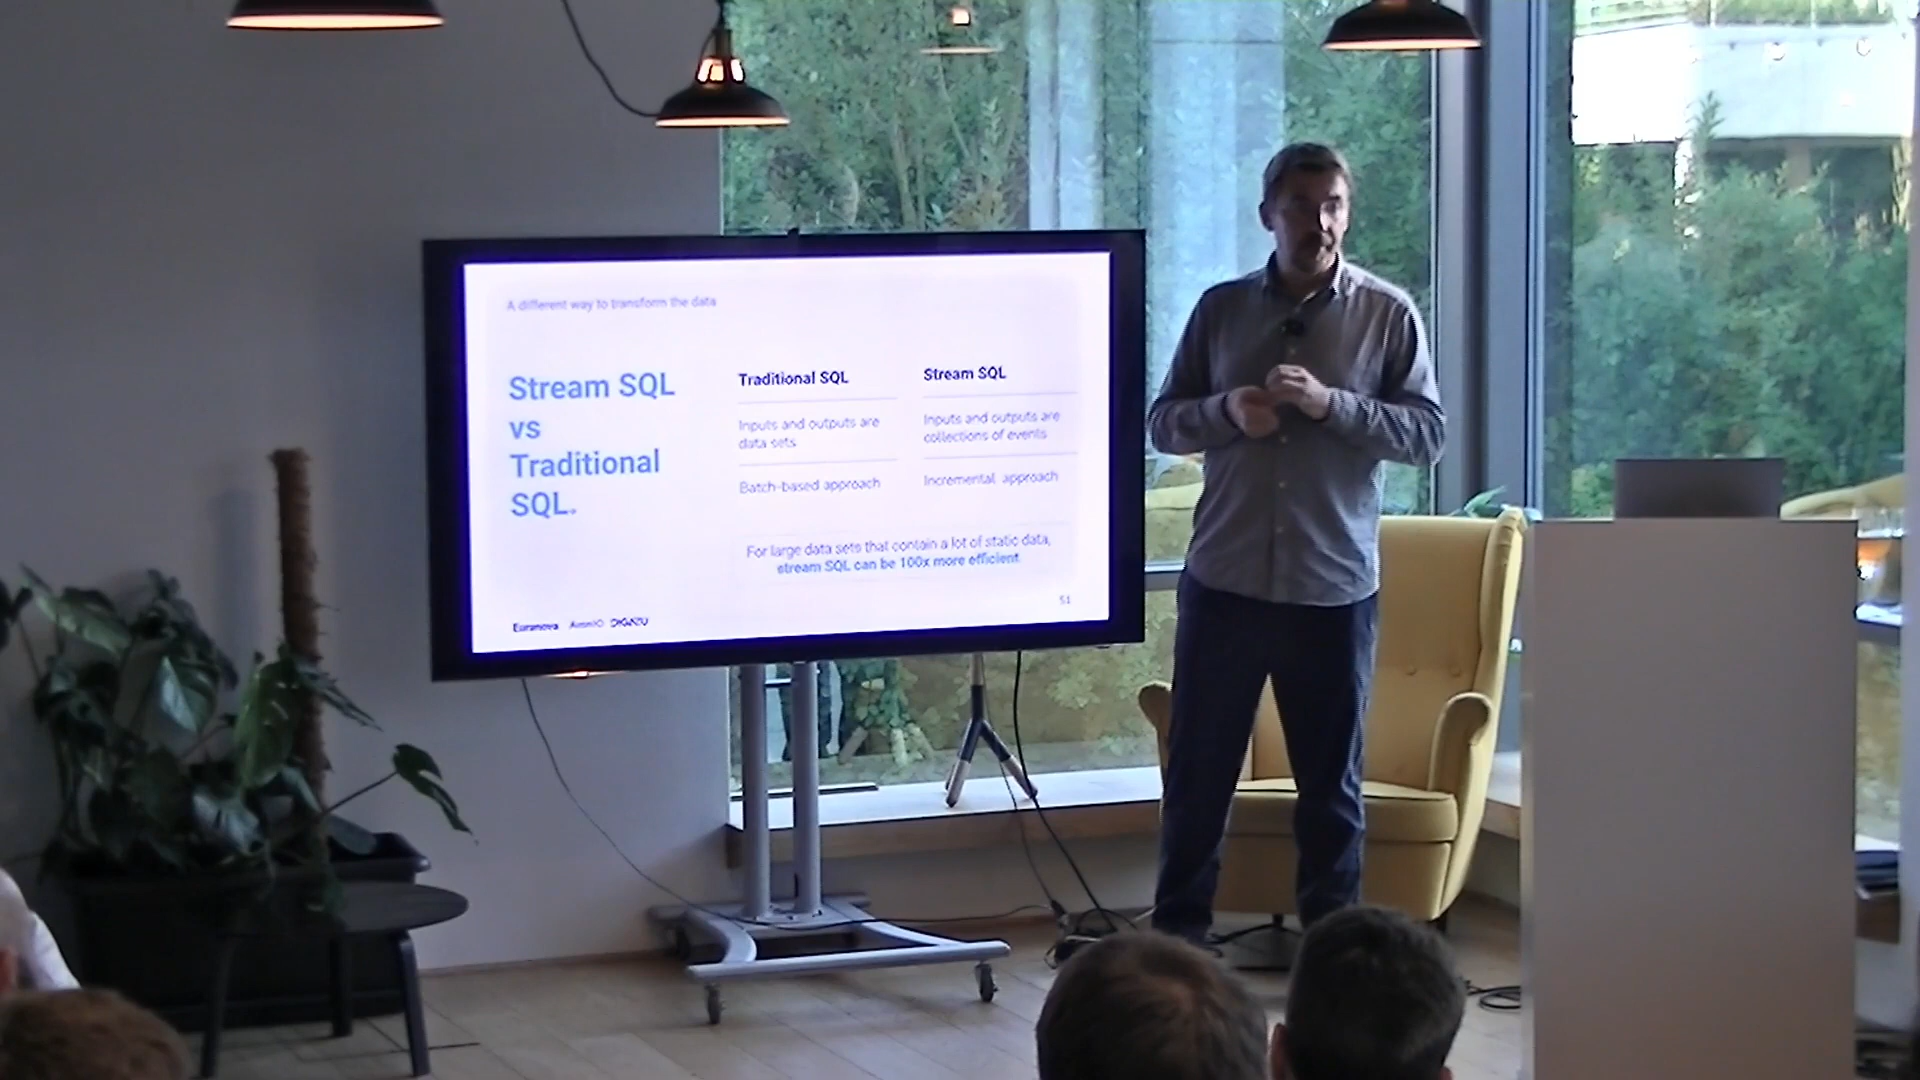 A different way to transform the data
Stream SQL
vs
Traditional
SQL.
Traditional SQL
Inputs and outputs are
data sets
Batch-based approach
Stream SQL
Inputs and outputs are
collections of events
Incremental approach
For large data sets that contain a lot of static data,
stream SQL can be 100x more efficient
51
Euranova
DIGAZU